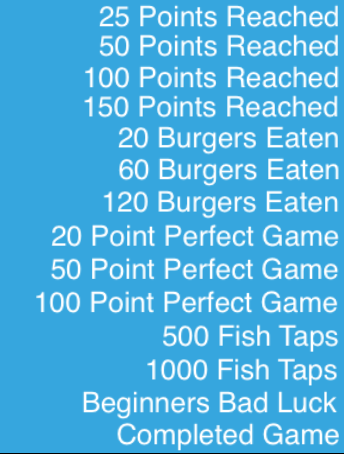 25 Points Reached
50 Points Reached
100 Points Reached
150 Points Reached
20 Burgers Eaten
60 Burgers Eaten
120 Burgers Eaten
20 Point Perfect Game
50 Point Perfect Game
100 Point Perfect Game
500 Fish Taps
1000 Fish Taps
Beginners Bad Luck
Completed Game